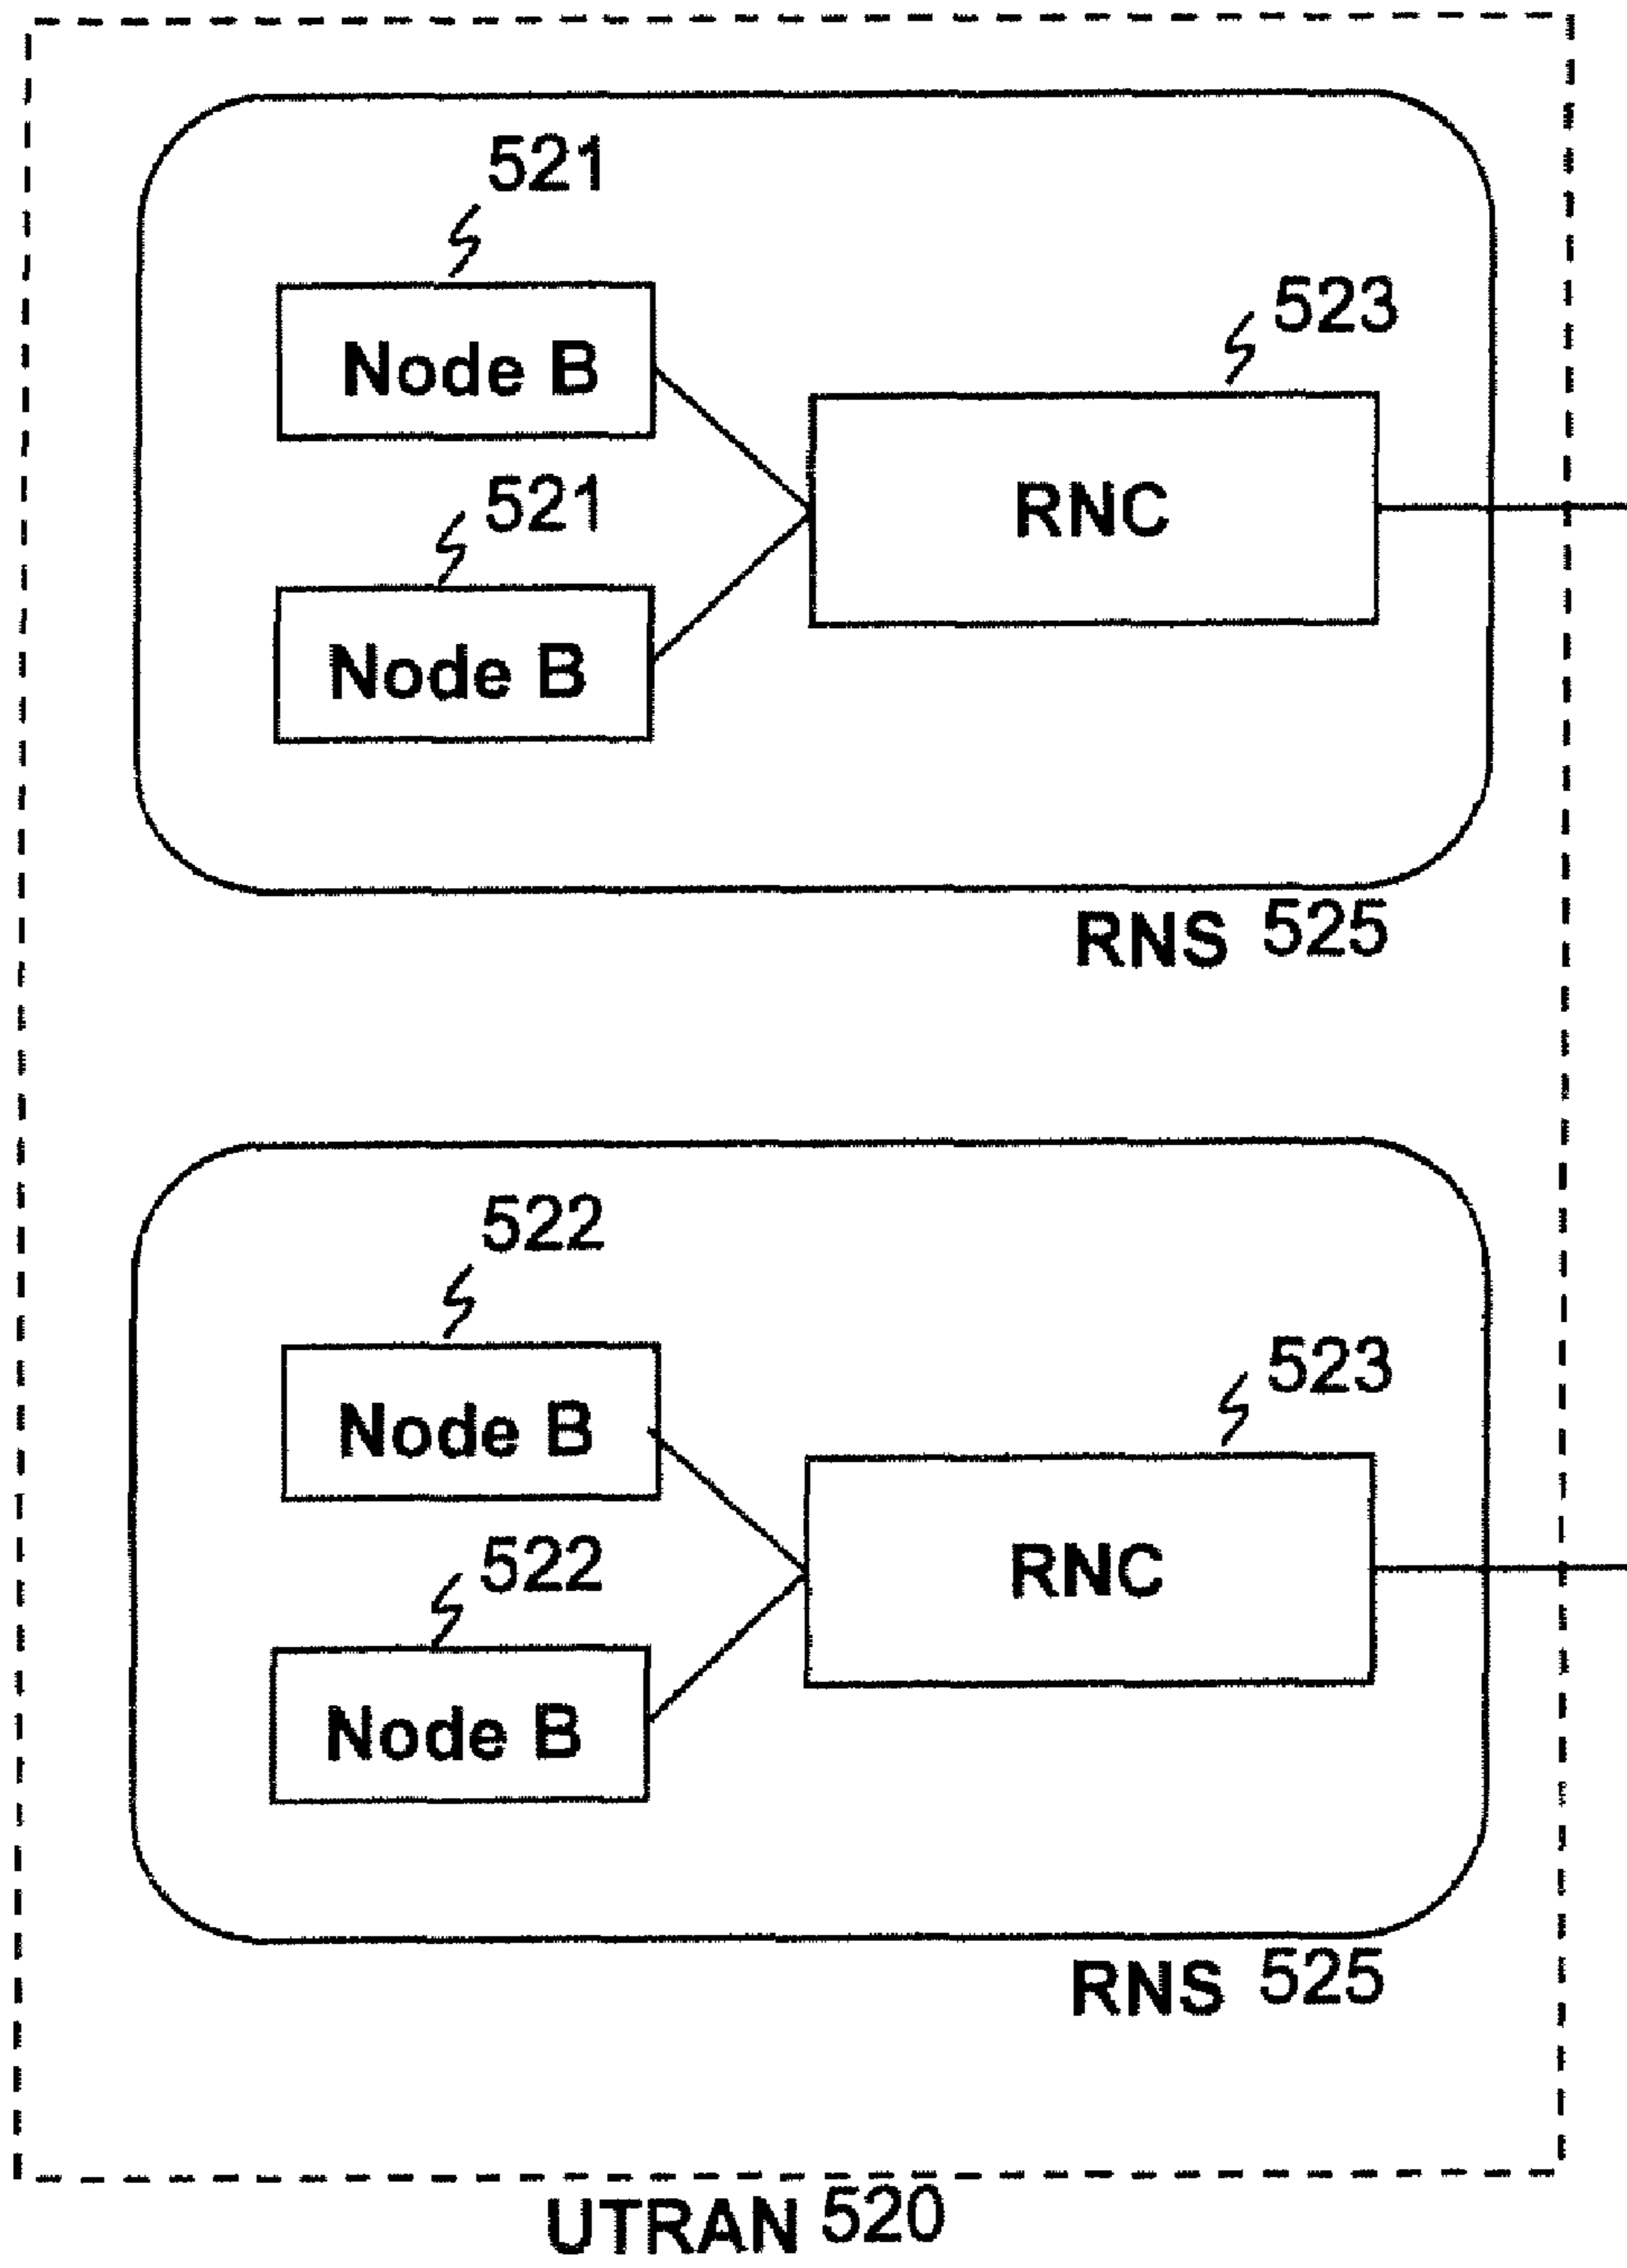 521
Node B
523
RNC
521
Node B
RNS 525
522
Node B
523
RNC
522
Node B
RNS 525
UTRAN 520